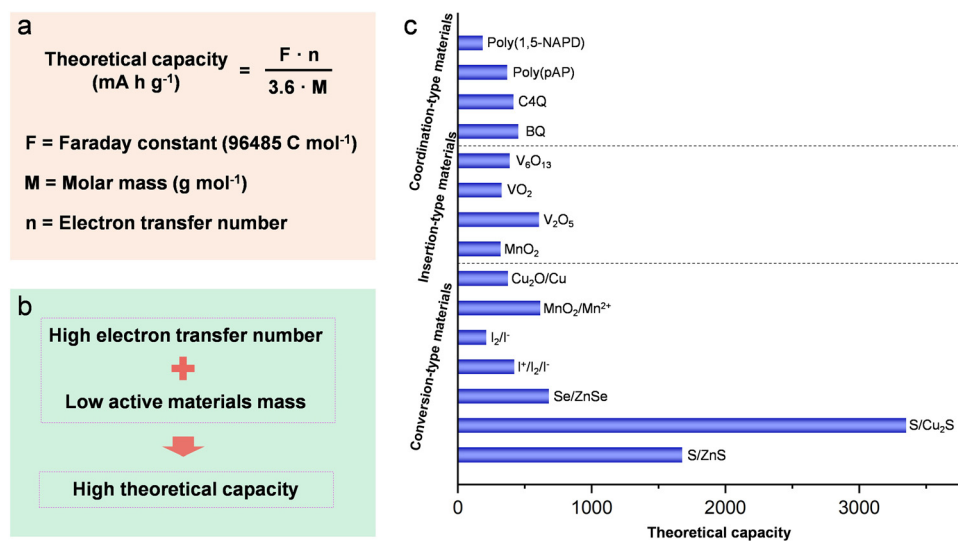 a
Theoretical capacity
(mA h g⁻¹)
=
F · n
3.6 · M
F = Faraday constant (96485 C mol⁻¹)
M = Molar mass (g mol⁻¹)
n = Electron transfer number
b
High electron transfer number
Low active materials mass
High theoretical capacity
c
Coordination-type materials
Poly(1,5-NAPD)
Poly(pAP)
C4Q
BQ
Insertion-type materials
V₆O₁₃
VO₂
V₂O₅
MnO₂
Conversion-type materials
Cu₂O/Cu
MnO₂/Mn²⁺
I₂/I⁻
I⁺/I₂/I⁻
Se/ZnSe
S/Cu₂S
S/ZnS
0 1000 2000 3000
Theoretical capacity